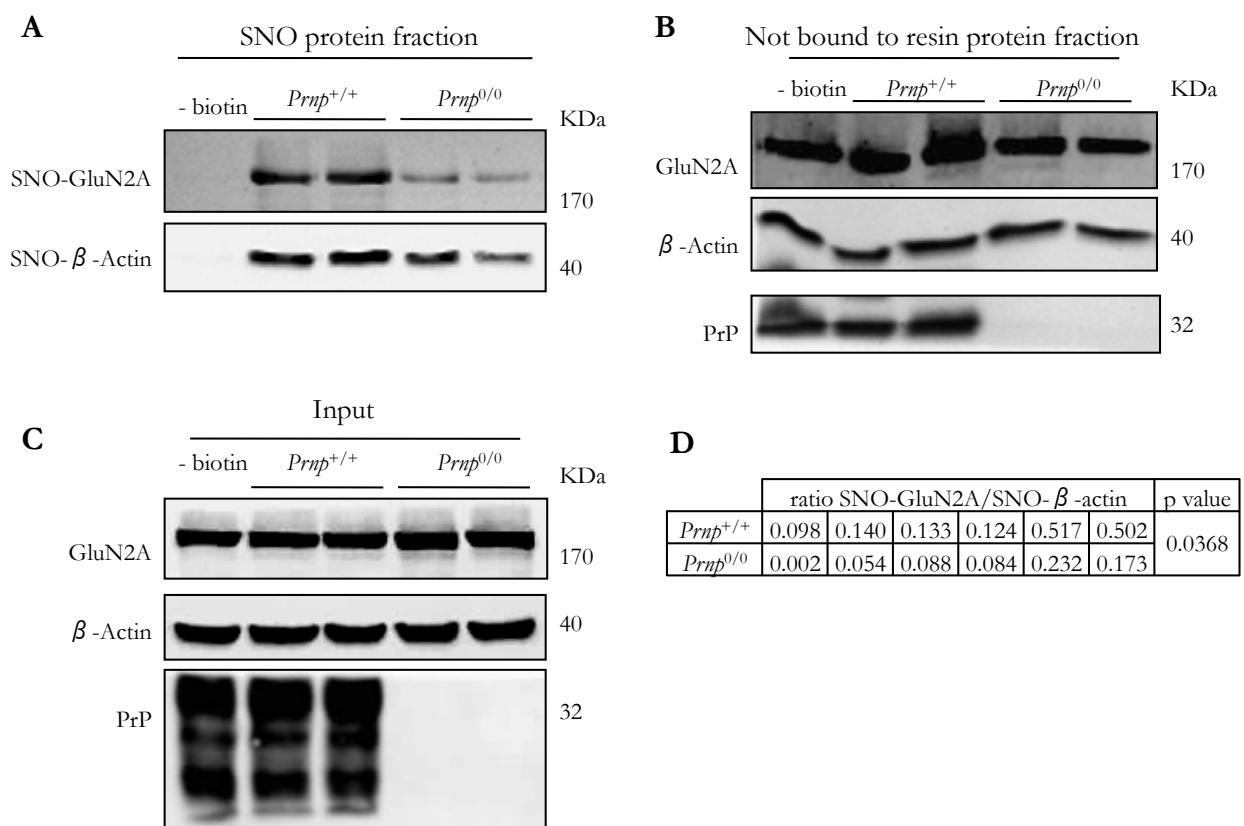 A
SNO protein fraction
- biotin
Prnp+/+
Prnp0/0
KDa
SNO-GluN2A
170
SNO-β-Actin
40
B
Not bound to resin protein fraction
- biotin
Prnp+/+
Prnp0/0
KDa
GluN2A
170
β-Actin
40
PrP
32
C
Input
- biotin
Prnp+/+
Prnp0/0
KDa
GluN2A
170
β-Actin
40
PrP
32
D
ratio SNO-GluN2A/SNO-β-actin p value
Prnp+/+ 0.098 0.140 0.133 0.124 0.517 0.502
0.0368
Prnp0/0 0.002 0.054 0.088 0.084 0.232 0.173